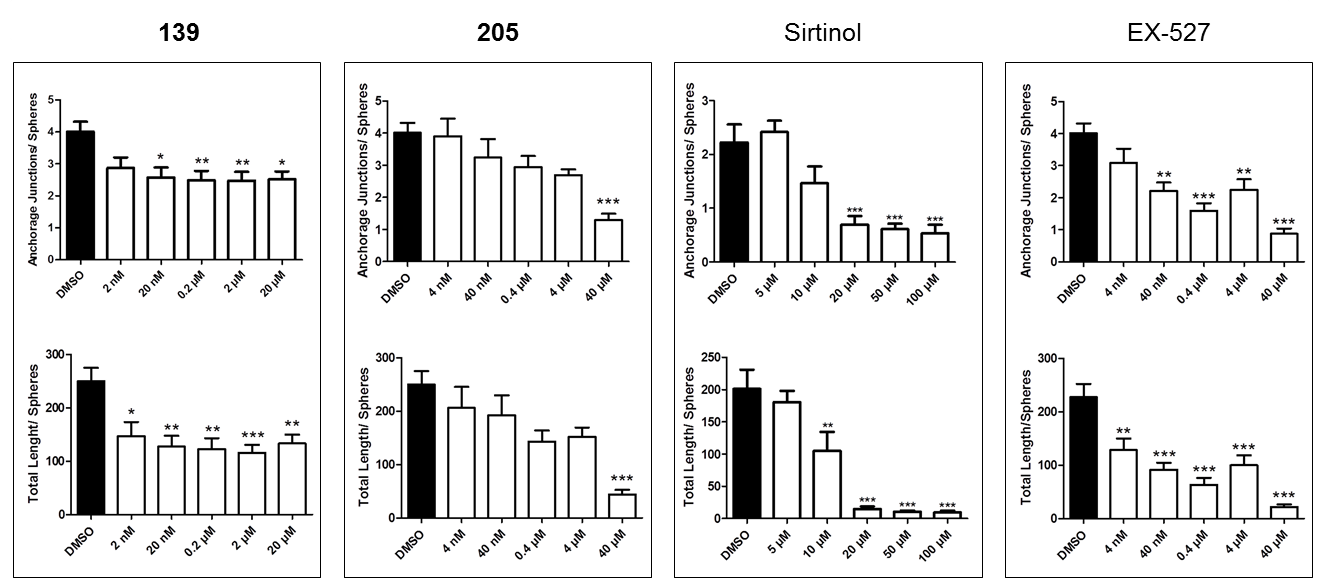 139
205
Sirtinol
EX-527
Anchorage Junctions/ Spheres
5
4
3
2
1
0
*
**
**
*
DMSO
2 nM
20 nM
0.2 µM
2 µM
20 µM
Anchorage Junctions/ Spheres
5
4
3
2
1
0
***
DMSO
4 nM
40 nM
0.4 µM
4 µM
40 µM
Anchorage Junctions/ Spheres
3
2
1
0
***
***
***
DMSO
5 µM
10 µM
20 µM
50 µM
100 µM
Anchorage Junctions/ Spheres
5
4
3
2
1
0
**
***
**
***
DMSO
4 nM
40 nM
0.4 µM
4 µM
40 µM
Total Lenght/ Spheres
300
200
100
0
*
**
**
***
**
DMSO
2 nM
20 nM
0.2 µM
2 µM
20 µM
Total Length/ Spheres
300
200
100
0
***
DMSO
4 nM
40 nM
0.4 µM
4 µM
40 µM
Total Length/ Spheres
250
200
150
100
50
0
**
***
***
***
DMSO
5 µM
10 µM
20 µM
50 µM
100 µM
Total Length/Spheres
300
200
100
0
**
***
***
***
***
DMSO
4 nM
40 nM
0.4 µM
4 µM
40 µM